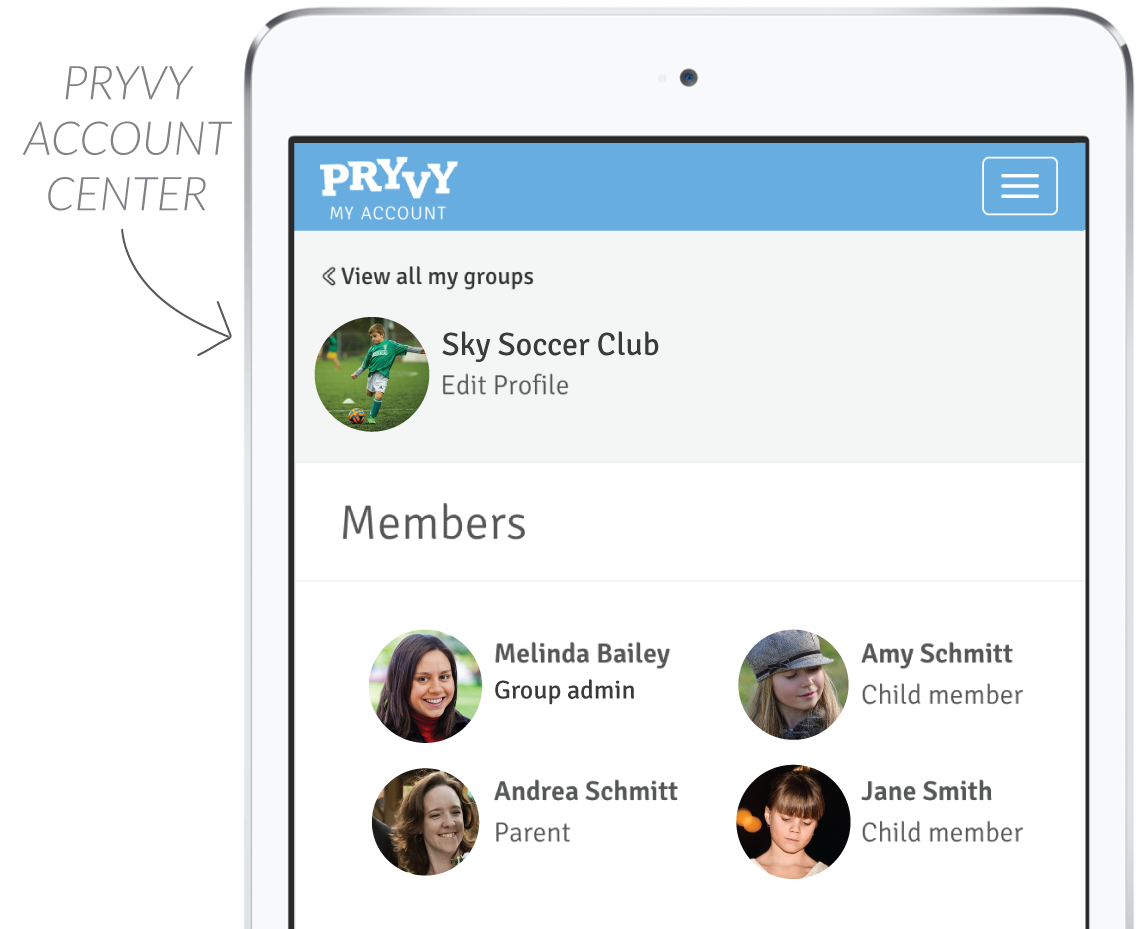 PRYVY
ACCOUNT
CENTER
PRYVY
MY ACCOUNT
View all my groups
Sky Soccer Club
Edit Profile
Members
Melinda Bailey
Group admin
Amy Schmitt
Child member
Andrea Schmitt
Parent
Jane Smith
Child member